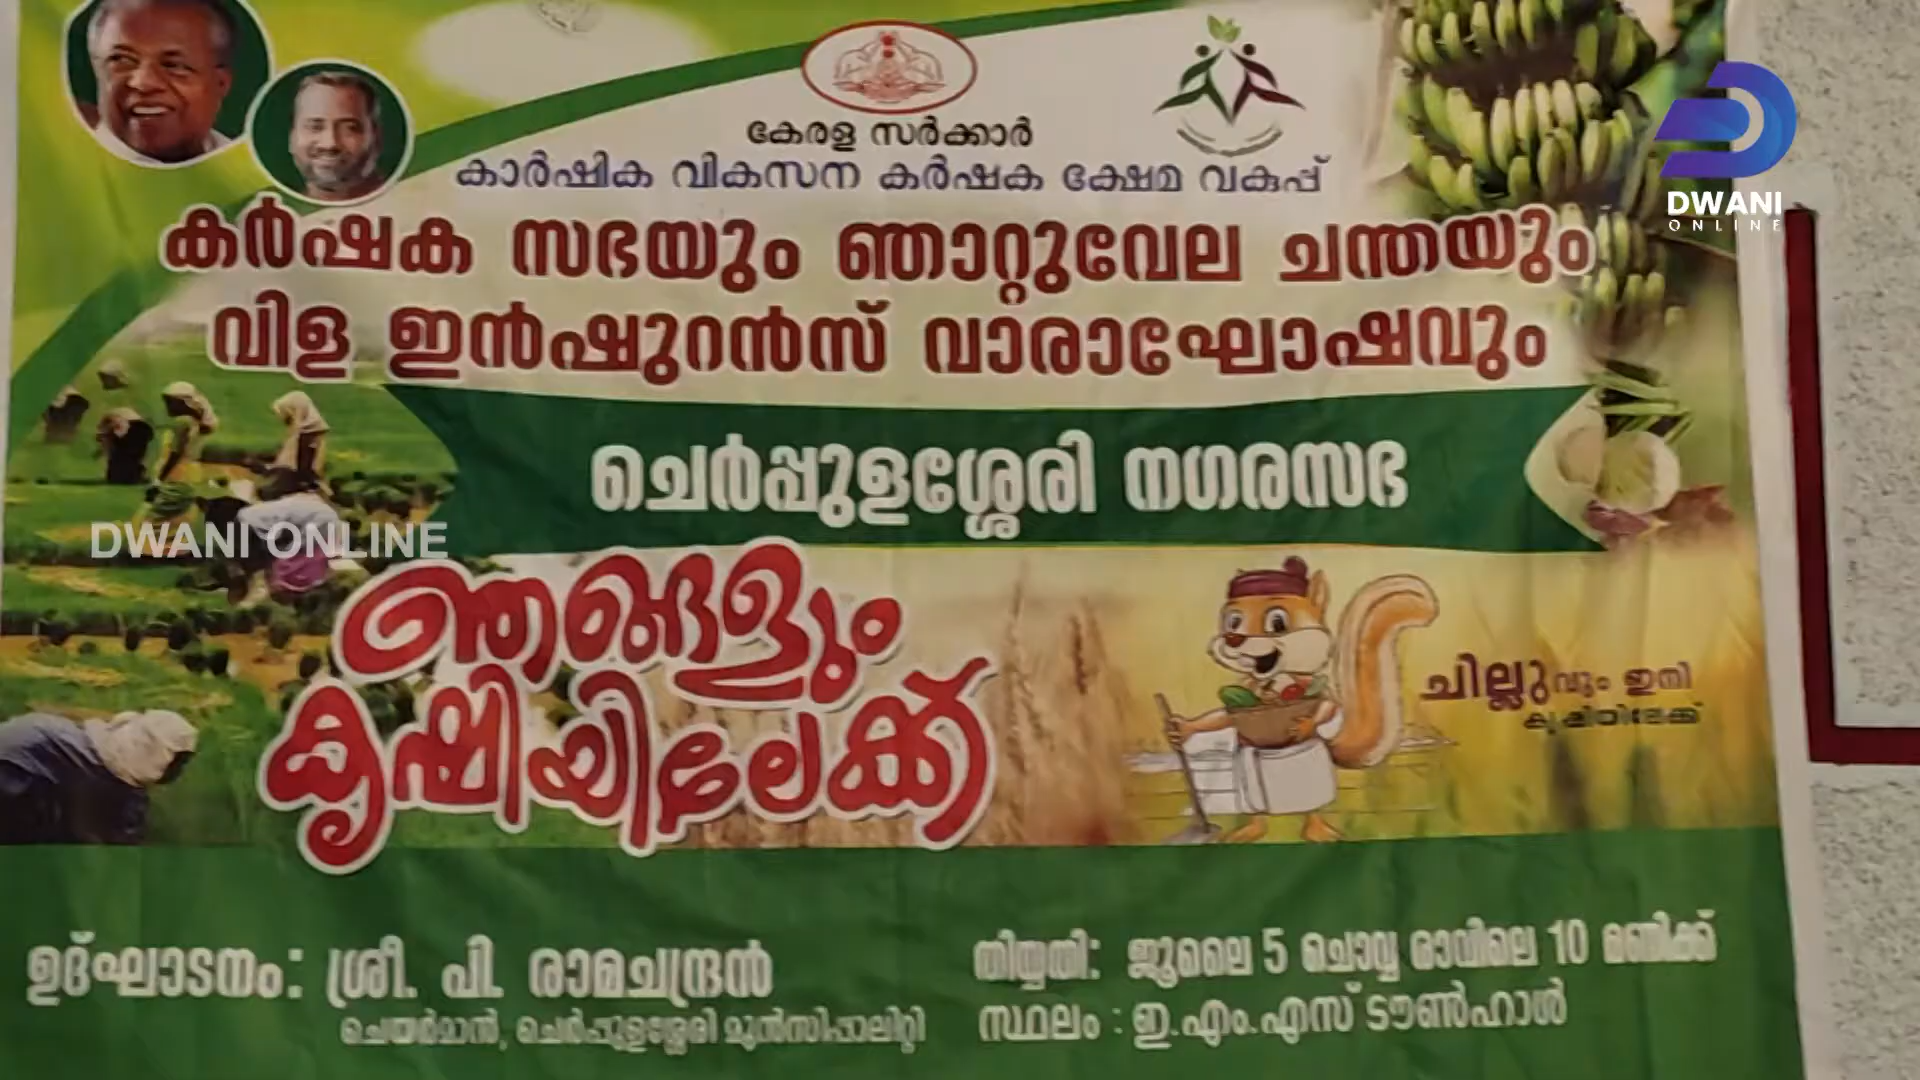 കേരള സർക്കാർ
കാർഷിക വികസന കർഷക ക്ഷേമ വകുപ്പ്
DWANI
ONLINE
കർഷക സഭയും ഞാറ്റുവേല ചന്തയും
വിള ഇൻഷുറൻസ് വാരാഘോഷവും
ചെർപ്പുളശ്ശേരി നഗരസഭ
DWANI ONLINE
ഞങ്ങളും
കൃഷിയിലേക്ക്
ചില്ലുവും ഇനി
കൃഷിയിലേക്ക്
ഉദ്ഘാടനം: ശ്രീ. പി. രാമചന്ദ്രൻ
ചെയർമാൻ, ചെർപ്പുളശ്ശേരി മുൻസിപ്പാലിറ്റി
തിയ്യതി: ജൂലൈ 5 ചൊവ്വ രാവിലെ 10 മണിക്ക്
സ്ഥലം : ഇ.എം.എസ് ടൗൺഹാൾ